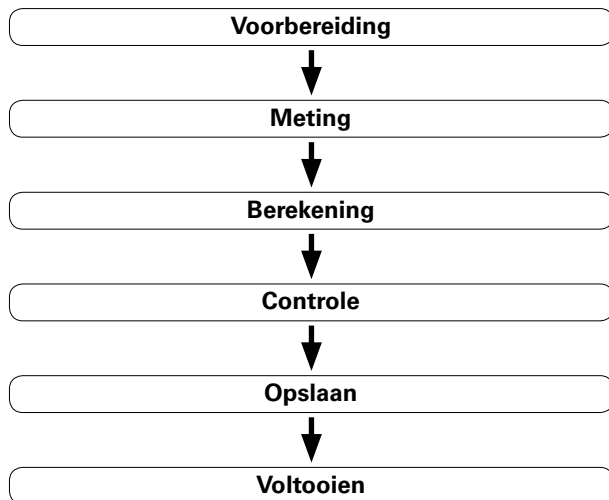 Voorbereiding
Meting
Berekening
Controle
Opslaan
Voltooien